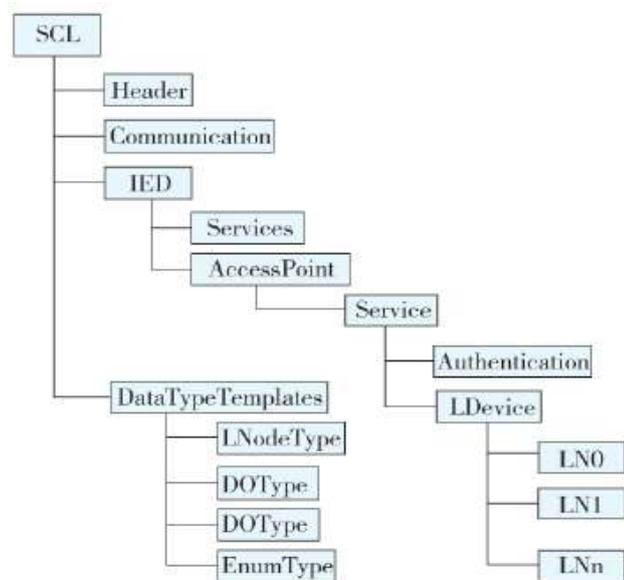 SCL
Header
Communication
IED
Services
AccessPoint
Service
Authentication
DataTypeTemplates
LDevice
LNodeType
LN0
DOType
LN1
DOType
EnumType
LNn